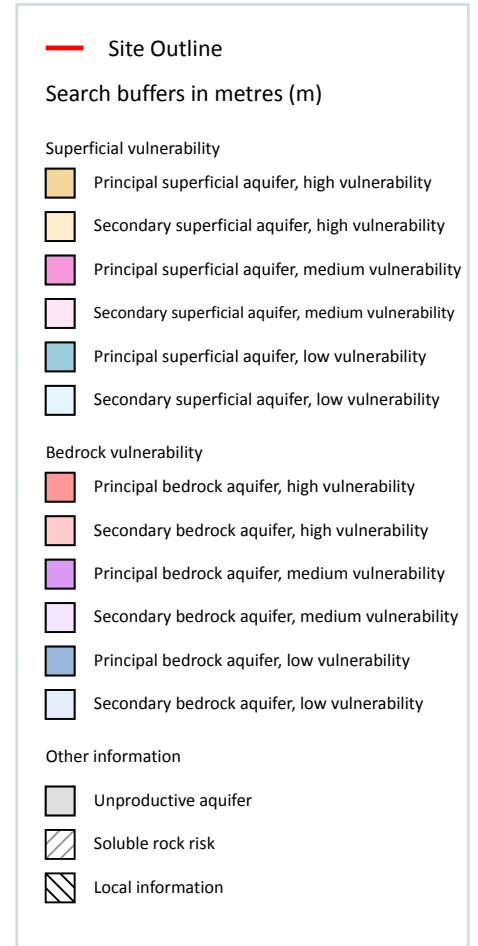 Site Outline
Search buffers in metres (m)
Superficial vulnerability
Principal superficial aquifer, high vulnerability
Secondary superficial aquifer, high vulnerability
Principal superficial aquifer, medium vulnerability
Secondary superficial aquifer, medium vulnerability
Principal superficial aquifer, low vulnerability
Secondary superficial aquifer, low vulnerability
Bedrock vulnerability
Principal bedrock aquifer, high vulnerability
Secondary bedrock aquifer, high vulnerability
Principal bedrock aquifer, medium vulnerability
Secondary bedrock aquifer, medium vulnerability
Principal bedrock aquifer, low vulnerability
Secondary bedrock aquifer, low vulnerability
Other information
Unproductive aquifer
Soluble rock risk
Local information